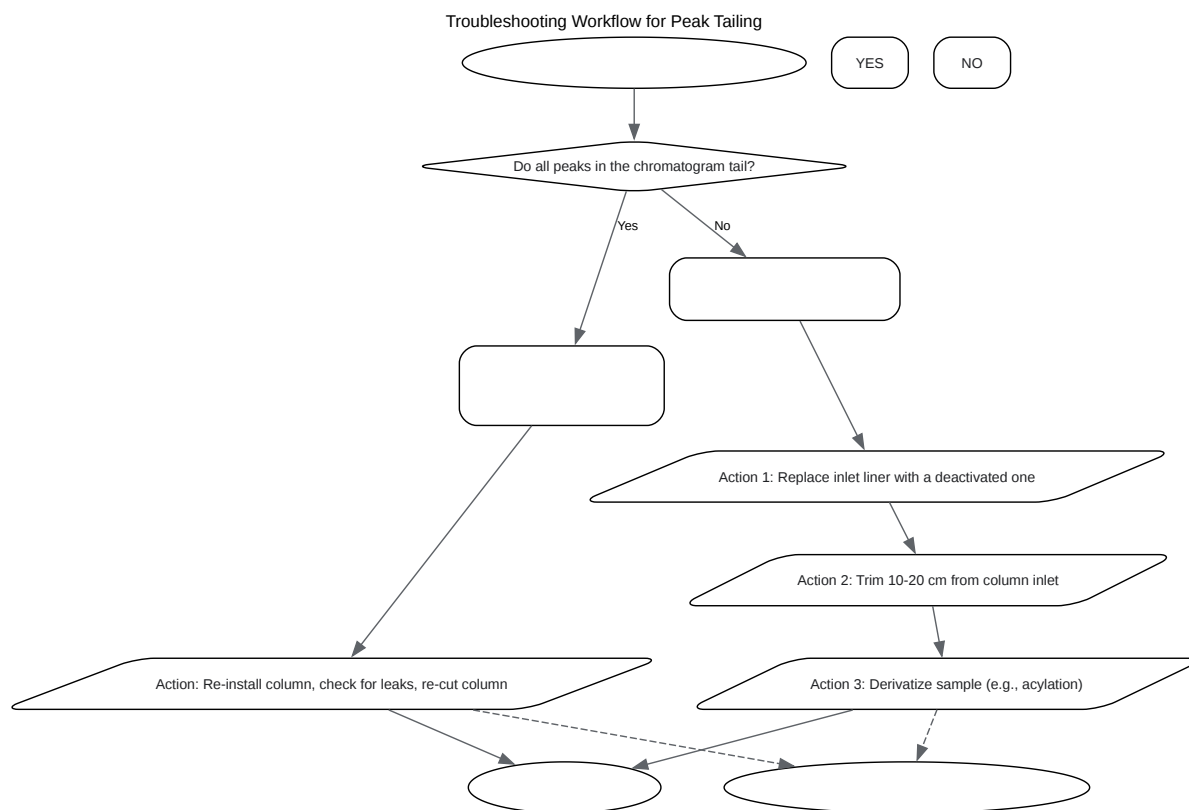 Troubleshooting Workflow for Peak Tailing
YES
NO
Do all peaks in the chromatogram tail?
Yes
No
Action 1: Replace inlet liner with a deactivated one
Action 2: Trim 10-20 cm from column inlet
Action: Re-install column, check for leaks, re-cut column
Action 3: Derivatize sample (e.g., acylation)